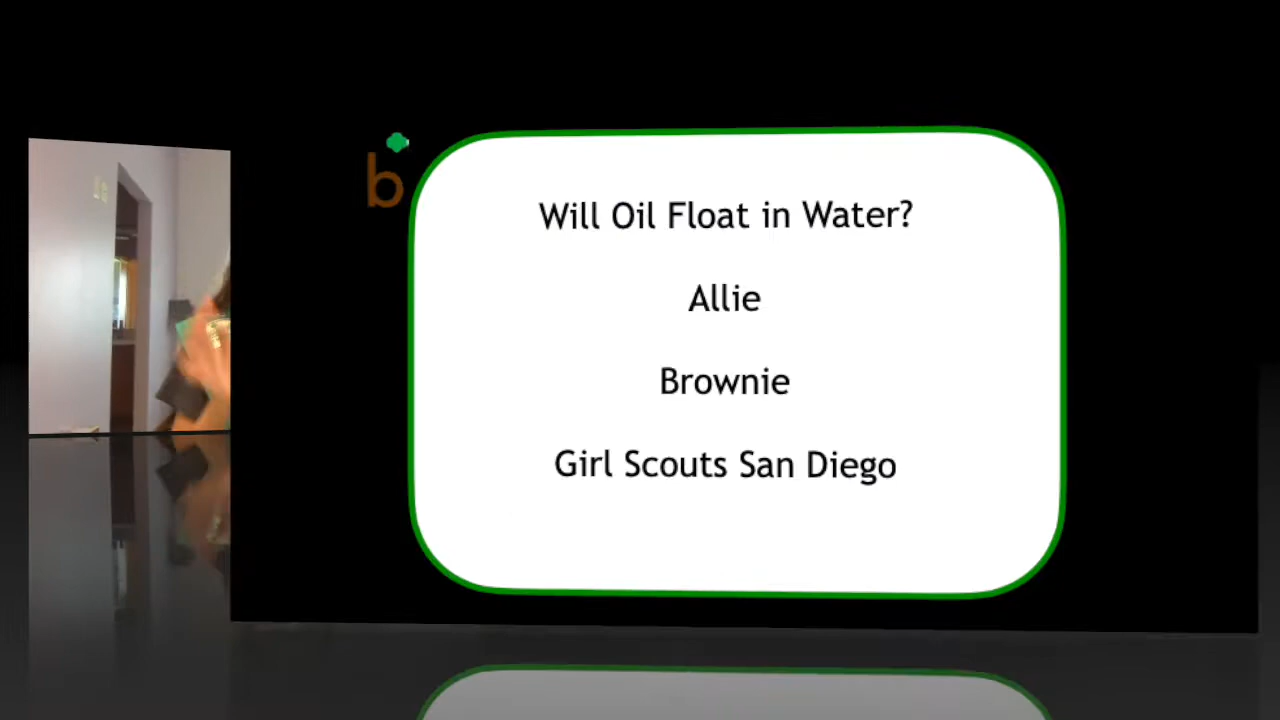 b
Will Oil Float in Water?
Allie
Brownie
Girl Scouts San Diego